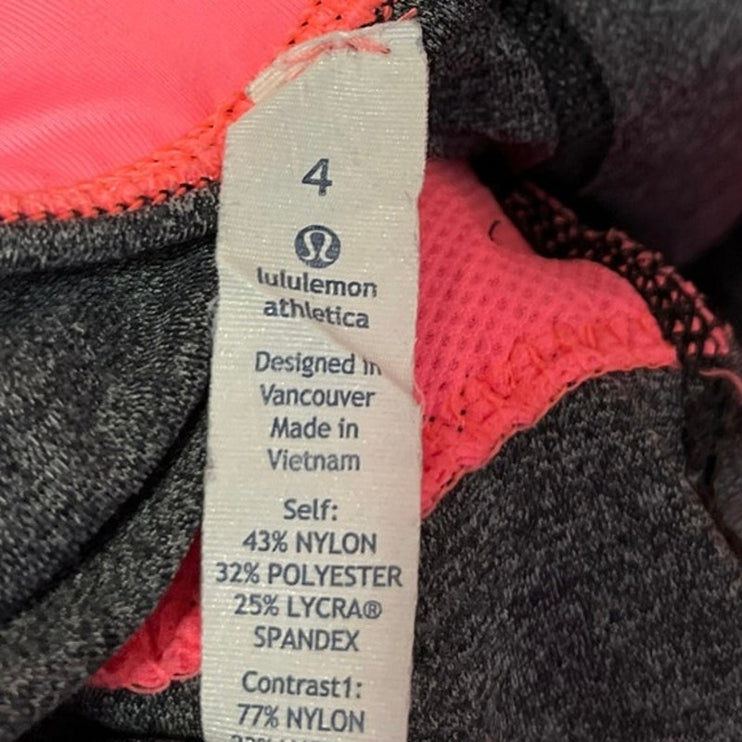 4
lululemon
athletica
Designed in
Vancouver
Made in
Vietnam
Self:
43% NYLON
32% POLYESTER
25% LYCRA®
SPANDEX
Contrast1:
77% NYLON